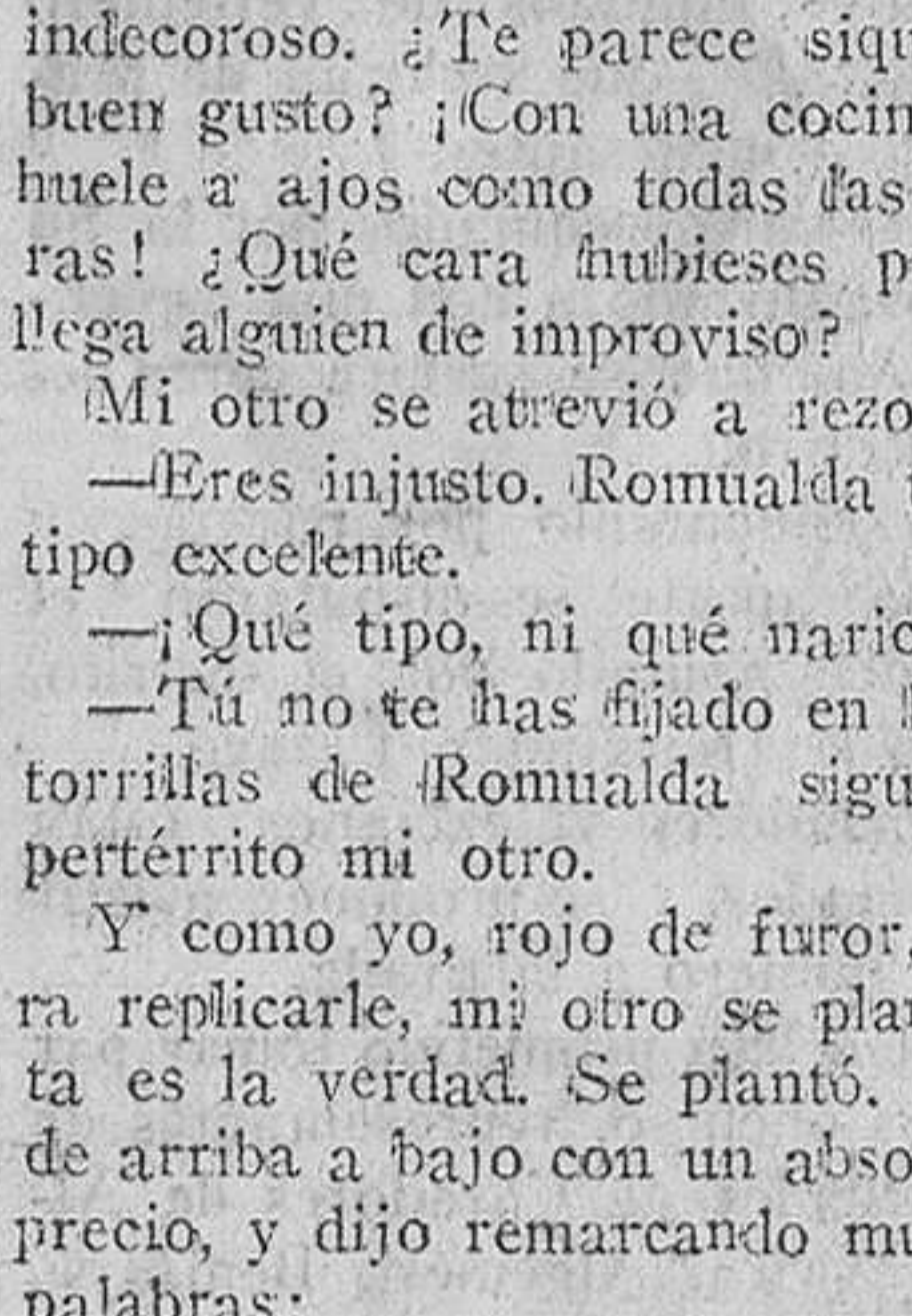 indecoroso. ¿Te parece siqu
buen gusto? ¡Con una cocin
huele a ajos como todas las
ras! ¿Qué cara hubieses p
llega alguien de improviso?
Mi otro se atrevió a rezo
—Eres injusto. Romualda
tipo excelente.
—¡Qué tipo, ni qué naric
—Tú no te has fijado en
torrillas de Romualda sigu
pertérrito mi otro.
Y como yo, rojo de furor,
ra replicarle, mi otro se plan
ta es la verdad. Se plantó.
de arriba a bajo con un abso
precio, y dijo remarcando mu
palabras: